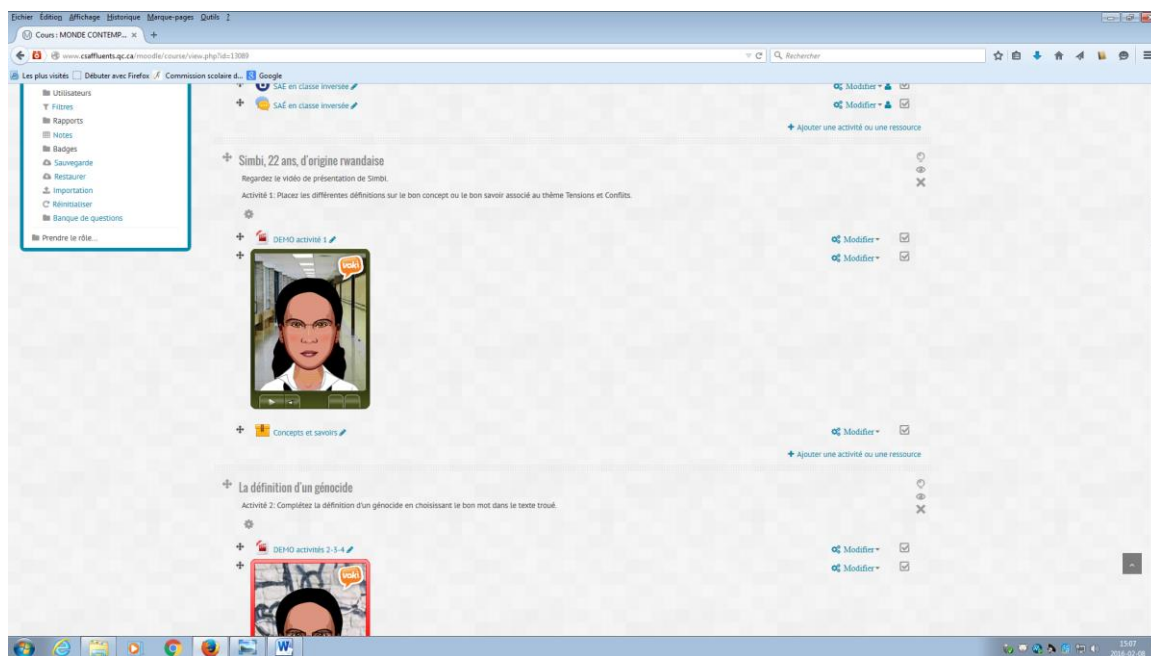 Fichier Édition Affichage Historique Marque-pages Outils ?
Cours : MONDE CONTEMP... × +
www.csaffluents.qc.ca/moodle/course/view.php?id=13089
Rechercher
Les plus visités Débuter avec Firefox Commission scolaire d... Google
Utilisateurs
Filtres
Rapports
Notes
Badges
Sauvegarde
Restaurer
Importation
Réinitialiser
Banque de questions
Prendre le rôle...
SAÉ en classe inversée Modifier
SAÉ en classe inversée Modifier
Ajouter une activité ou une ressource
Simbi, 22 ans, d'origine rwandaise
Regardez le vidéo de présentation de Simbi.
Activité 1: Placez les différentes définitions sur le bon concept ou le bon savoir associé au thème Tensions et Conflits.
DEMO activité 1 Modifier
Modifier
voki
Concepts et savoirs Modifier
Ajouter une activité ou une ressource
La définition d'un génocide
Activité 2: Complétez la définition d'un génocide en choisissant le bon mot dans le texte troué.
DEMO activités 2-3-4 Modifier
Modifier
voki
15:07
2016-02-08